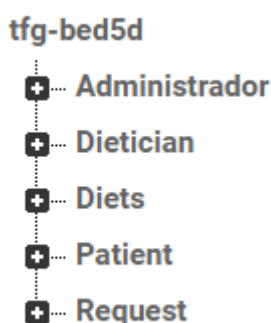 tfg-bed5d
Administrador
Dietician
Diets
Patient
Request